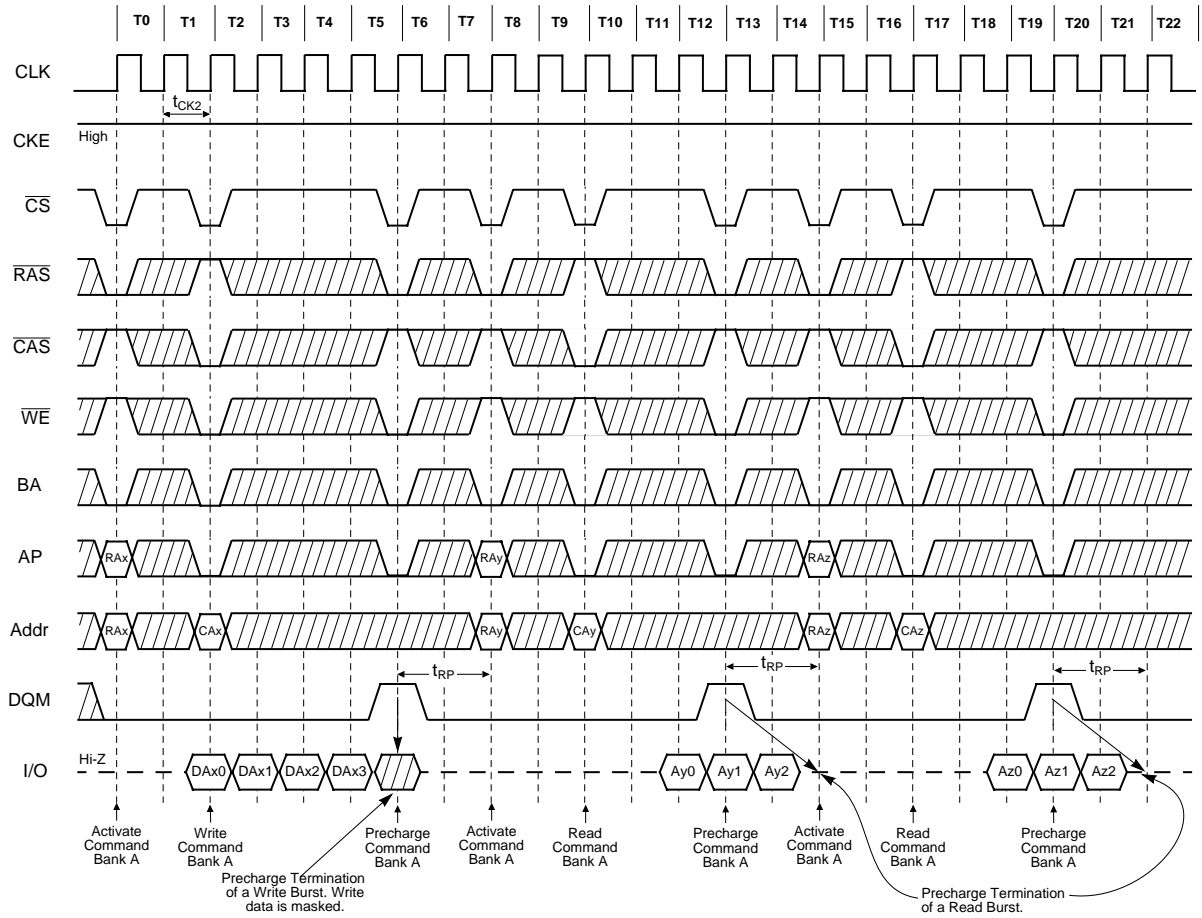 T0 T1 T2 T3 T4 T5 T6 T7 T8 T9 T10 T11 T12 T13 T14 T15 T16 T17 T18 T19 T20 T21 T22
CLK
tCK2
CKE
High
CS
RAS
CAS
WE
BA
AP
RAx RAy RAz
Addr
RAx CAx RAy CAy RAz CAz
tRP tRP tRP
DQM
I/O
Hi-Z
DAx0 DAx1 DAx2 DAx3 Ay0 Ay1 Ay2 Az0 Az1 Az2
Activate
Command
Bank A
Write
Command
Bank A
Precharge
Command
Bank A
Activate
Command
Bank A
Read
Command
Bank A
Precharge
Command
Bank A
Activate
Command
Bank A
Read
Command
Bank A
Precharge
Command
Bank A
Precharge Termination
of a Write Burst. Write
data is masked.
Precharge Termination
of a Read Burst.